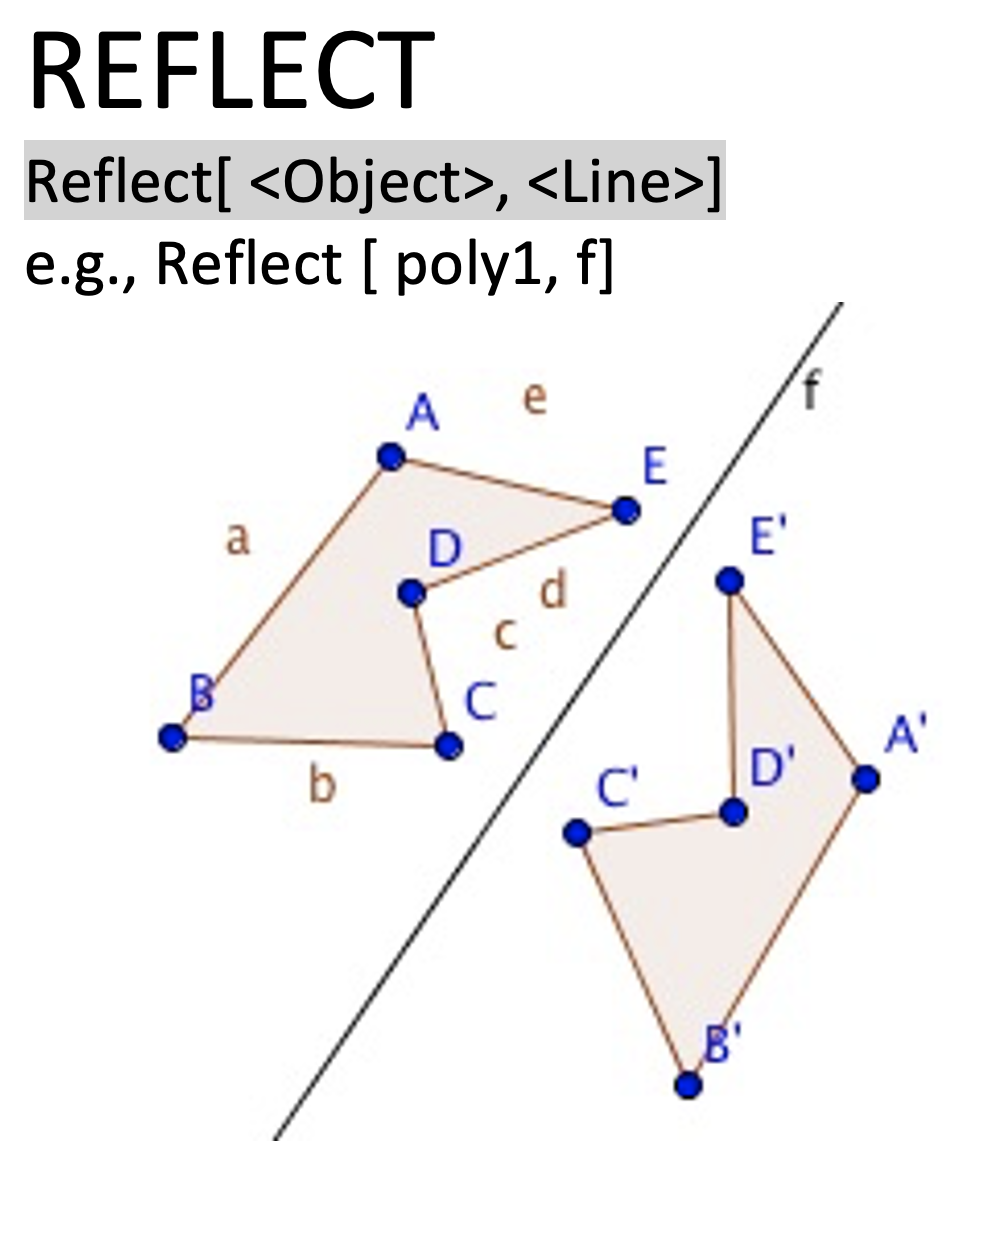 REFLECT
Reflect[ <Object>, <Line>]
e.g., Reflect [ poly1, f]
f
e
A
E
a
D
E'
d
c
B
C
A'
D'
b
C'
B'